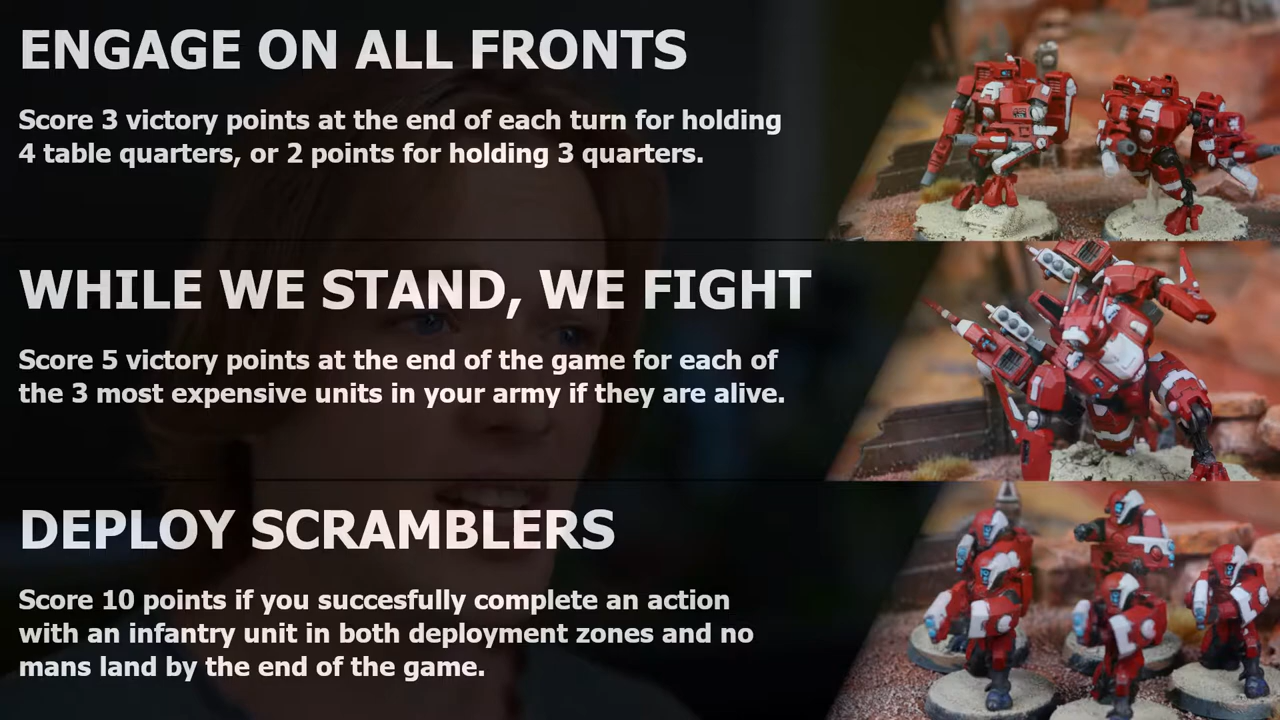 ENGAGE ON ALL FRONTS
Score 3 victory points at the end of each turn for holding
4 table quarters, or 2 points for holding 3 quarters.
WHILE WE STAND, WE FIGHT
Score 5 victory points at the end of the game for each of
the 3 most expensive units in your army if they are alive.
DEPLOY SCRAMBLERS
Score 10 points if you succesfully complete an action
with an infantry unit in both deployment zones and no
mans land by the end of the game.